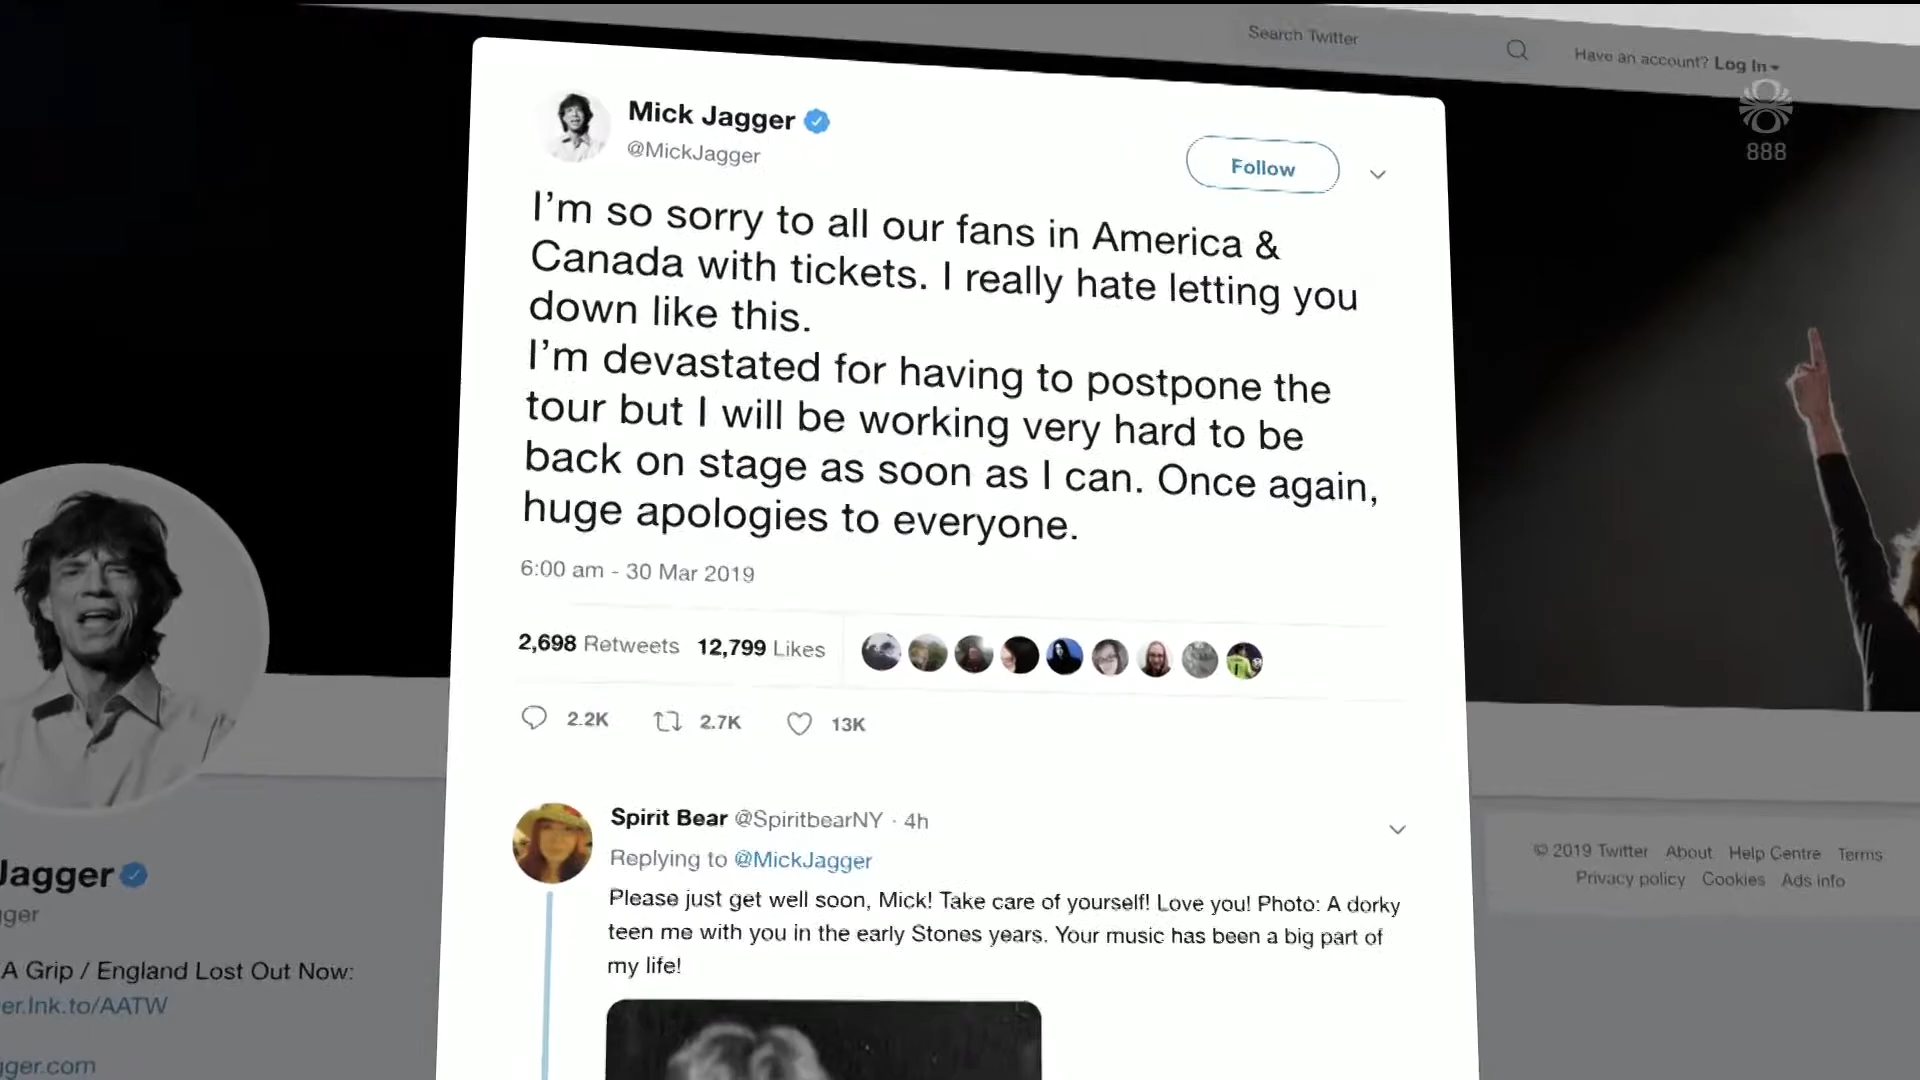 Search Twitter
Have an account? Log In
888
Mick Jagger
@MickJagger
Follow
I'm so sorry to all our fans in America &
Canada with tickets. I really hate letting you
down like this.
I'm devastated for having to postpone the
tour but I will be working very hard to be
back on stage as soon as I can. Once again,
huge apologies to everyone.
6:00 am - 30 Mar 2019
2,698 Retweets 12,799 Likes
2.2K 2.7K 13K
Spirit Bear @SpiritbearNY · 4h
Replying to @MickJagger
Please just get well soon, Mick! Take care of yourself! Love you! Photo: A dorky
teen me with you in the early Stones years. Your music has been a big part of
my life!
Jagger
gger
A Grip / England Lost Out Now:
er.lnk.to/AATW
gger.com
© 2019 Twitter About Help Centre Terms
Privacy policy Cookies Ads info